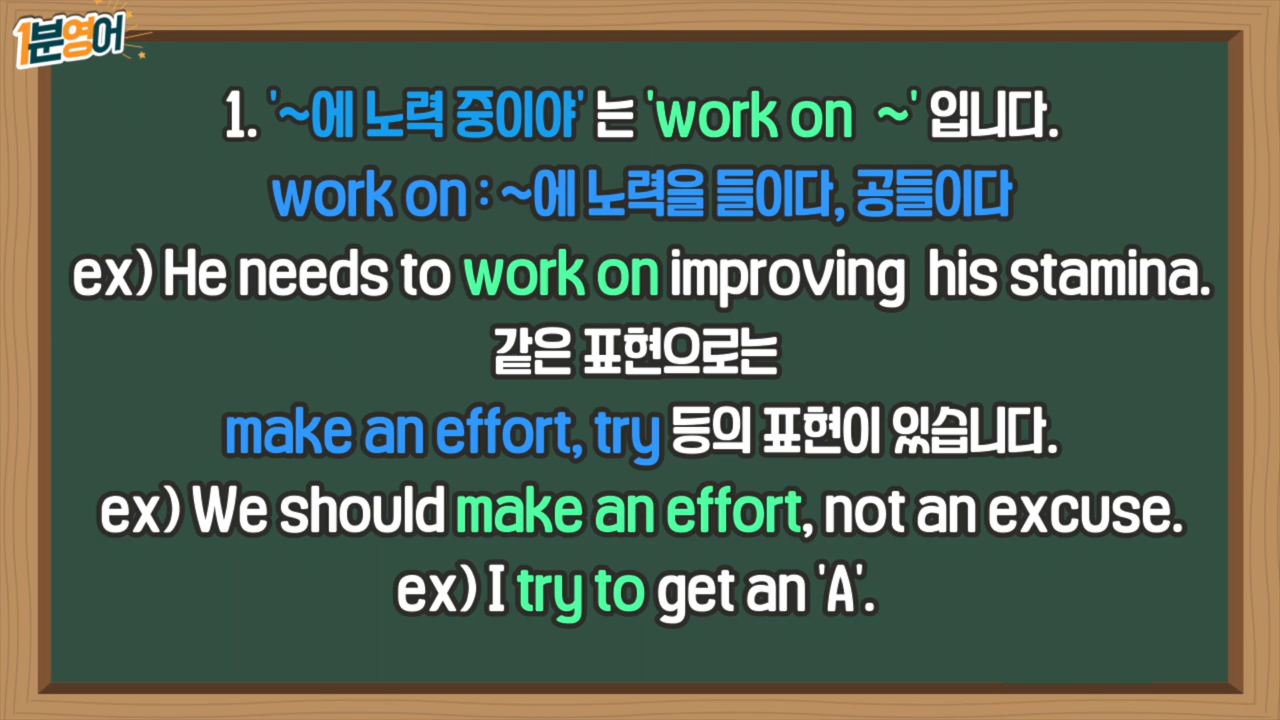 1분영어
1. '~에 노력 중이야' 는 'work on ~' 입니다.
work on : ~에 노력을 들이다, 공들이다
ex) He needs to work on improving his stamina.
같은 표현으로는
make an effort, try 등의 표현이 있습니다.
ex) We should make an effort, not an excuse.
ex) I try to get an 'A'.